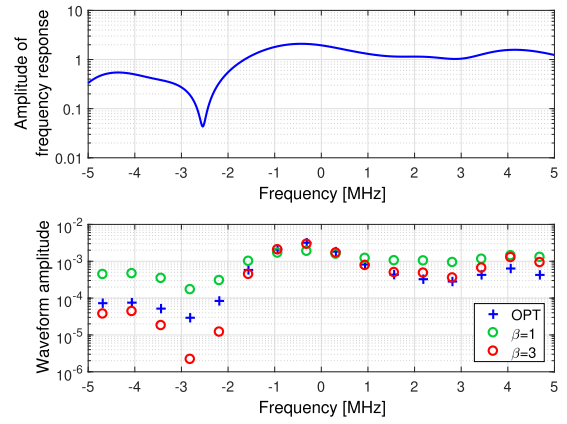 10
1
0.1
0.01
Amplitude of
frequency response
-5 -4 -3 -2 -1 0 1 2 3 4 5
Frequency [MHz]
10-2
10-3
10-4
10-5
10-6
Waveform amplitude
OPT
β=1
β=3
-5 -4 -3 -2 -1 0 1 2 3 4 5
Frequency [MHz]